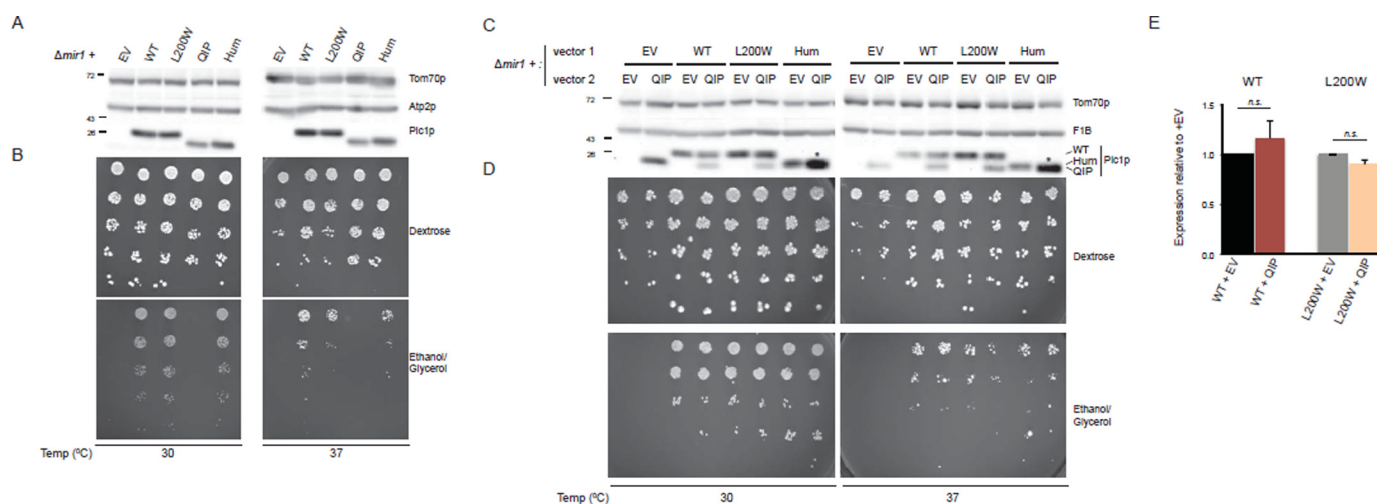 A
Δmir1 +
EV
WT
L200W
QIP
Hum
EV
WT
L200W
QIP
Hum
72
43
26
Tom70p
Atp2p
Pic1p
B
Dextrose
Ethanol/
Glycerol
Temp (ºC)
30
37
C
Δmir1 + :
vector 1
EV
WT
L200W
Hum
EV
WT
L200W
Hum
vector 2
EV QIP EV QIP EV QIP EV QIP
EV QIP EV QIP EV QIP EV QIP
72
43
26
Tom70p
F1B
WT
Hum
QIP
Pic1p
*
*
D
Dextrose
Ethanol/
Glycerol
Temp (ºC)
30
37
E
WT
L200W
Expression relative to +EV
1.5
1.0
0.5
0.0
n.s.
n.s.
WT + EV
WT + QIP
L200W + EV
L200W + QIP